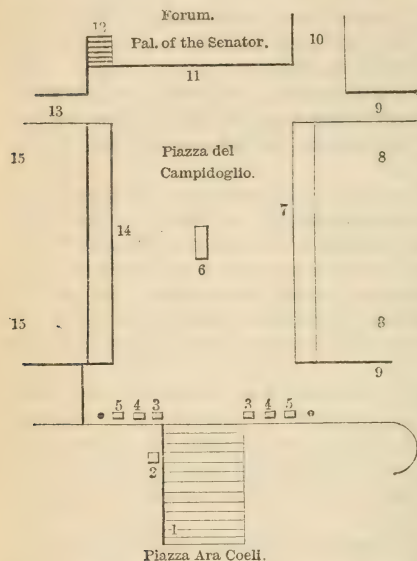 Forum.
12
Pal. of the Senator.
10
11
13
9
15
Piazza del
Campidoglio.
8
7
14
6
15
8
9
5 4 3
3 4 5
2
1
Piazza Ara Coeli.